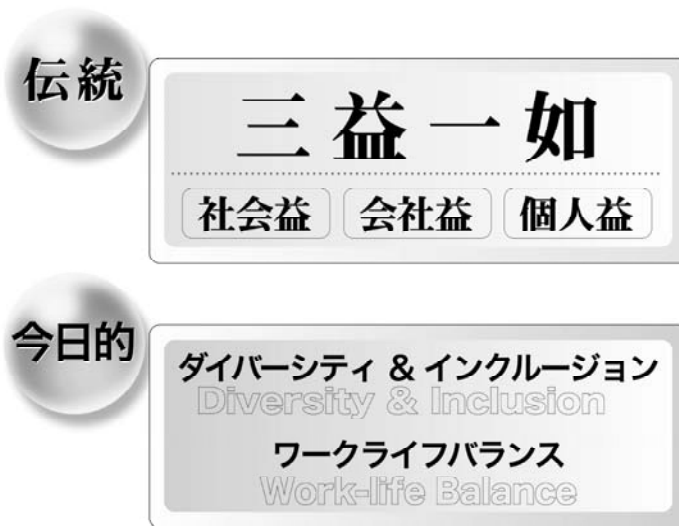 伝統
三益一如
社会益 会社益 個人益
今日的
ダイバーシティ & インクルージョン
Diversity & Inclusion
ワークライフバランス
Work-life Balance